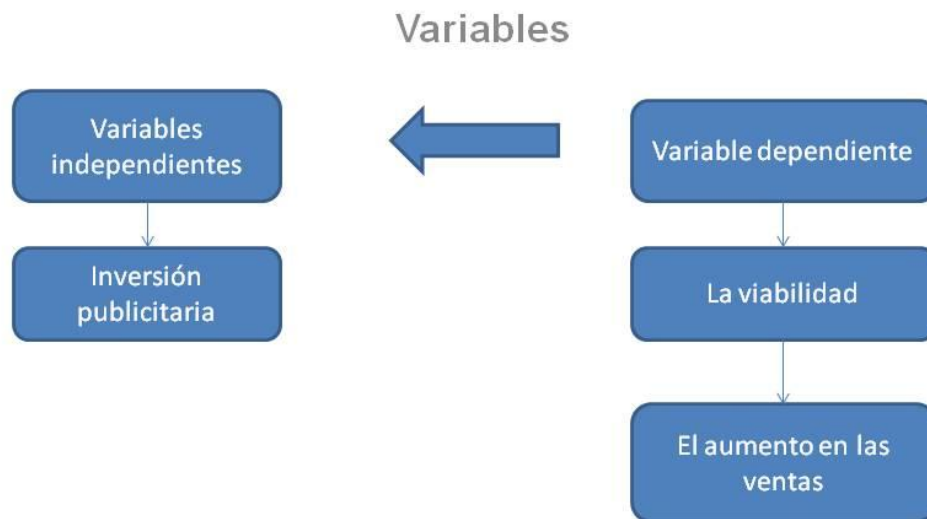 Variables
Variables
independientes
Inversión
publicitaria
Variable dependiente
La viabilidad
El aumento en las
ventas